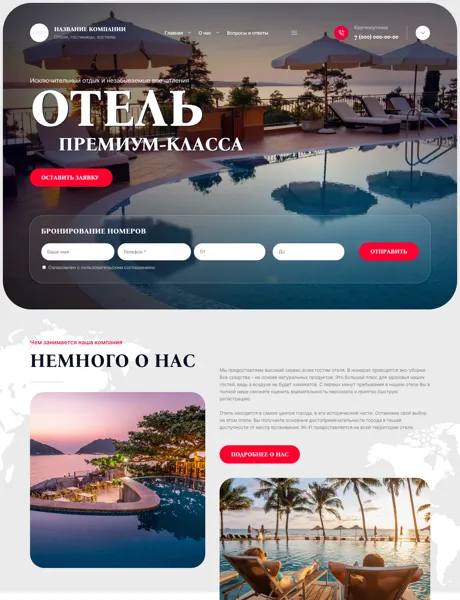 НАЗВАНИЕ КОМПАНИИ
Отели, гостиницы, хостелы
Главная
О нас
Вопросы и ответы
Круглосуточно
7 (000) 000-00-00
Исключительный отдых и незабываемые впечатления
ОТЕЛЬ
ПРЕМИУМ-КЛАССА
ОСТАВИТЬ ЗАЯВКУ
БРОНИРОВАНИЕ НОМЕРОВ
Ваше имя
Телефон *
От
До
ОТПРАВИТЬ
Ознакомлен с пользовательским соглашением
Чем занимается наша компания
НЕМНОГО О НАС
Мы предоставляем высокий сервис всем гостям отеля. В номерах проводятся эко-уборки.
Все средства – на основе натуральных продуктов. Это большой плюс для здоровья наших
гостей, ведь в воздухе не будет химикатов. С первых минут пребывания в нашем отеле Вы в
полной мере сможете оценить внимательность персонала и приятно быструю
регистрацию.
Отель находится в самом центре города, в его исторической части. Остановив свой выбор
на этом отеле, Вы получаете основные достопримечательности города в пешей
доступности от места проживания. Wi-Fi предоставляется на всей территории отеля.
ПОДРОБНЕЕ О НАС